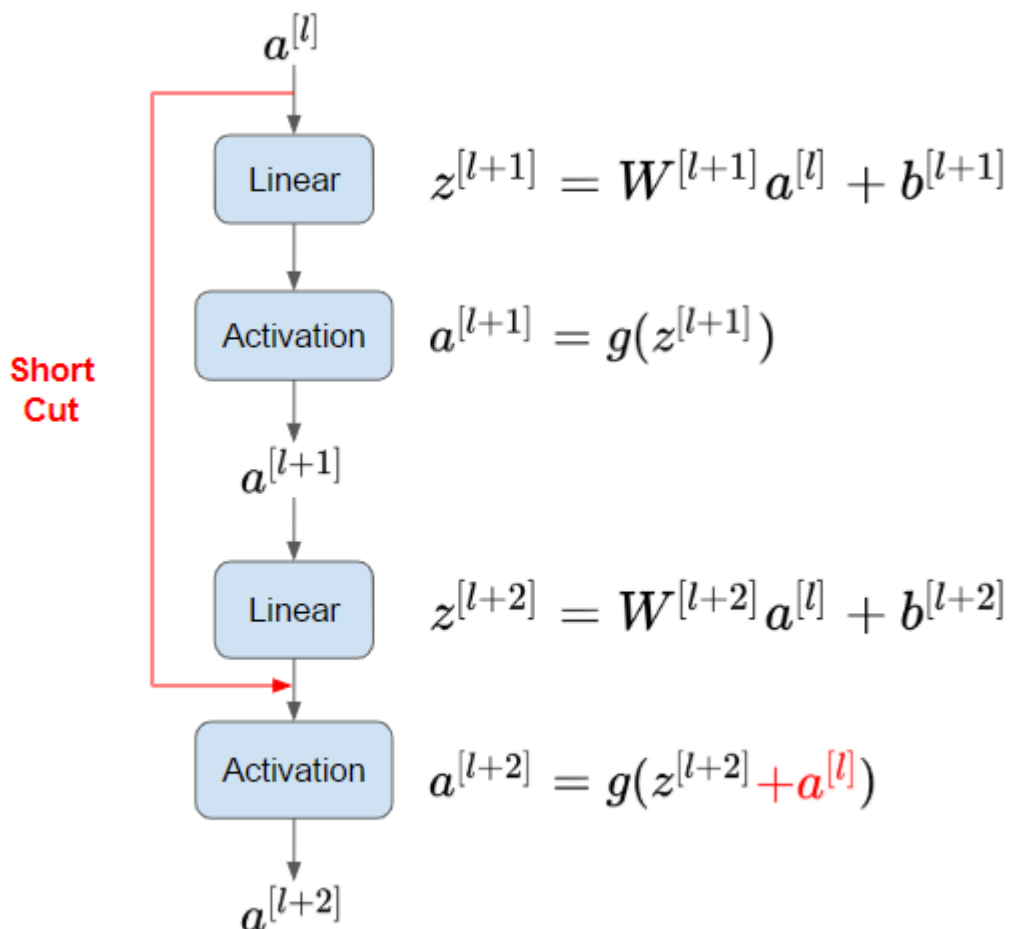 a^{[l]}
Linear
z^{[l+1]} = W^{[l+1]}a^{[l]} + b^{[l+1]}
Activation
a^{[l+1]} = g(z^{[l+1]})
Short
Cut
a^{[l+1]}
Linear
z^{[l+2]} = W^{[l+2]}a^{[l]} + b^{[l+2]}
Activation
a^{[l+2]} = g(z^{[l+2]}+a^{[l]})
a^{[l+2]}